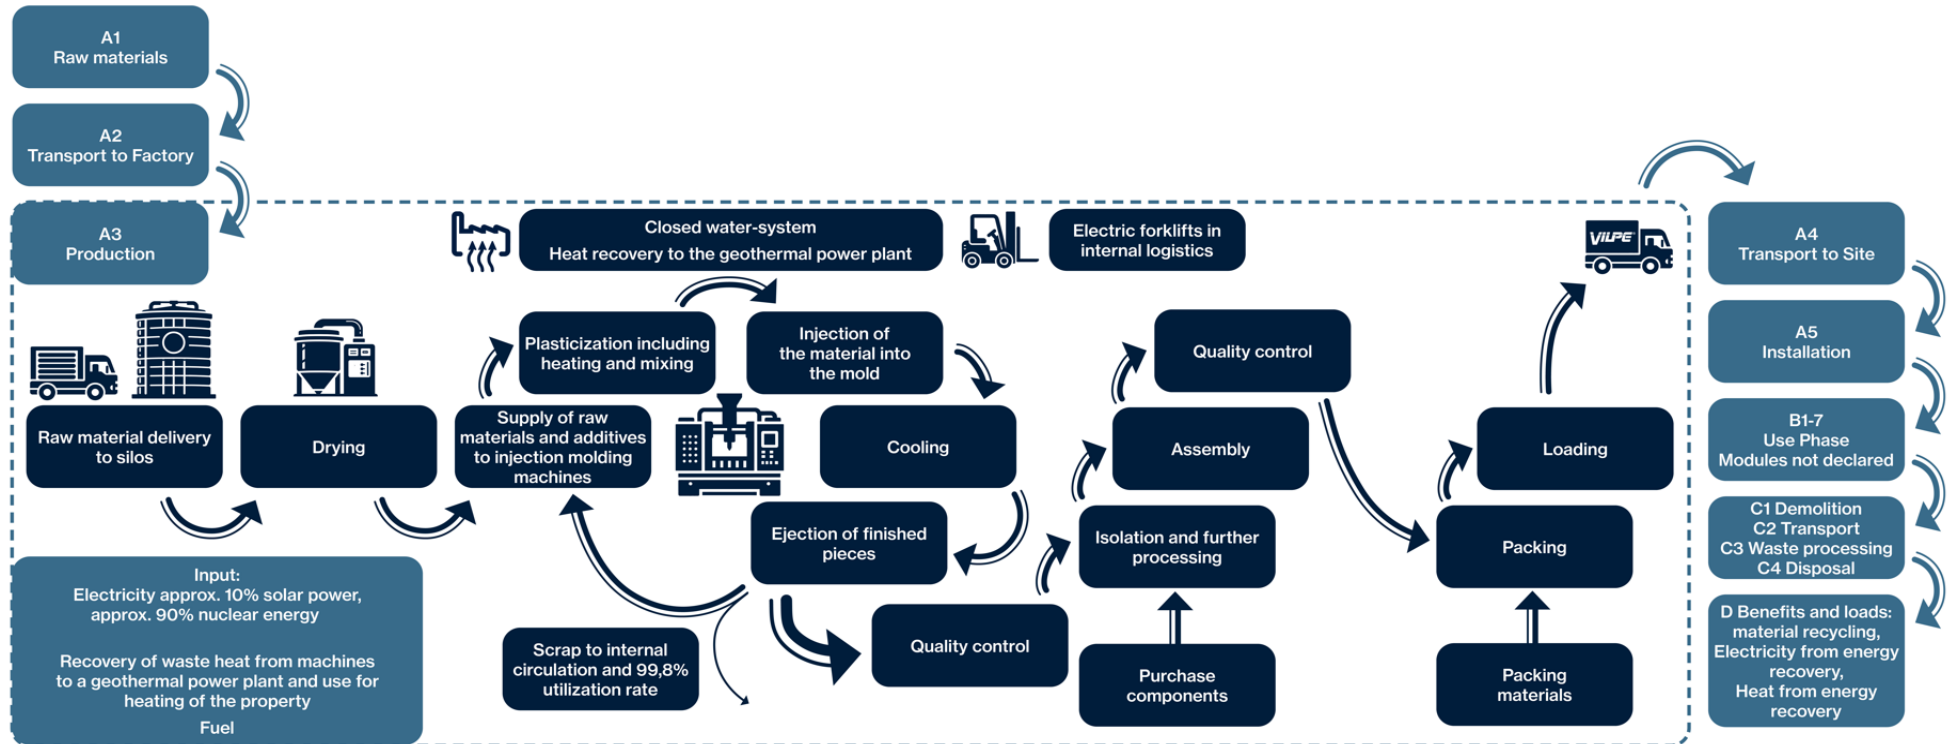 A1
Raw materials
A2
Transport to Factory
A3
Production
Closed water-system
Heat recovery to the geothermal power plant
Electric forklifts in
internal logistics
VILPE
A4
Transport to Site
Plasticization including
heating and mixing
Injection of
the material into
the mold
Quality control
A5
Installation
Raw material delivery
to silos
Drying
Supply of raw
materials and additives
to injection molding
machines
Cooling
Assembly
Loading
B1-7
Use Phase
Modules not declared
Ejection of finished
pieces
Isolation and further
processing
Packing
C1 Demolition
C2 Transport
C3 Waste processing
C4 Disposal
Input:
Electricity approx. 10% solar power,
approx. 90% nuclear energy
Recovery of waste heat from machines
to a geothermal power plant and use for
heating of the property
Fuel
Scrap to internal
circulation and 99,8%
utilization rate
Quality control
Purchase
components
Packing
materials
D Benefits and loads:
material recycling,
Electricity from energy
recovery,
Heat from energy
recovery